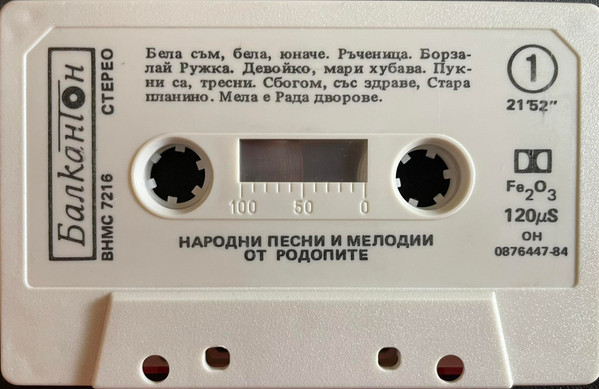 Бела съм, бела, юначе. Ръченица. Борза-
лай Ружка. Девойко, мари хубава. Пук-
ни са, тресни. Сбогом, със здраве, Стара
планино. Мела е Рада дворове.
Балкантон
СТЕРЕО
ВНМС 7216
1
21'52"
Fe2O3
120μS
ОН
0876447-84
100 50 0
НАРОДНИ ПЕСНИ И МЕЛОДИИ
ОТ РОДОПИТЕ